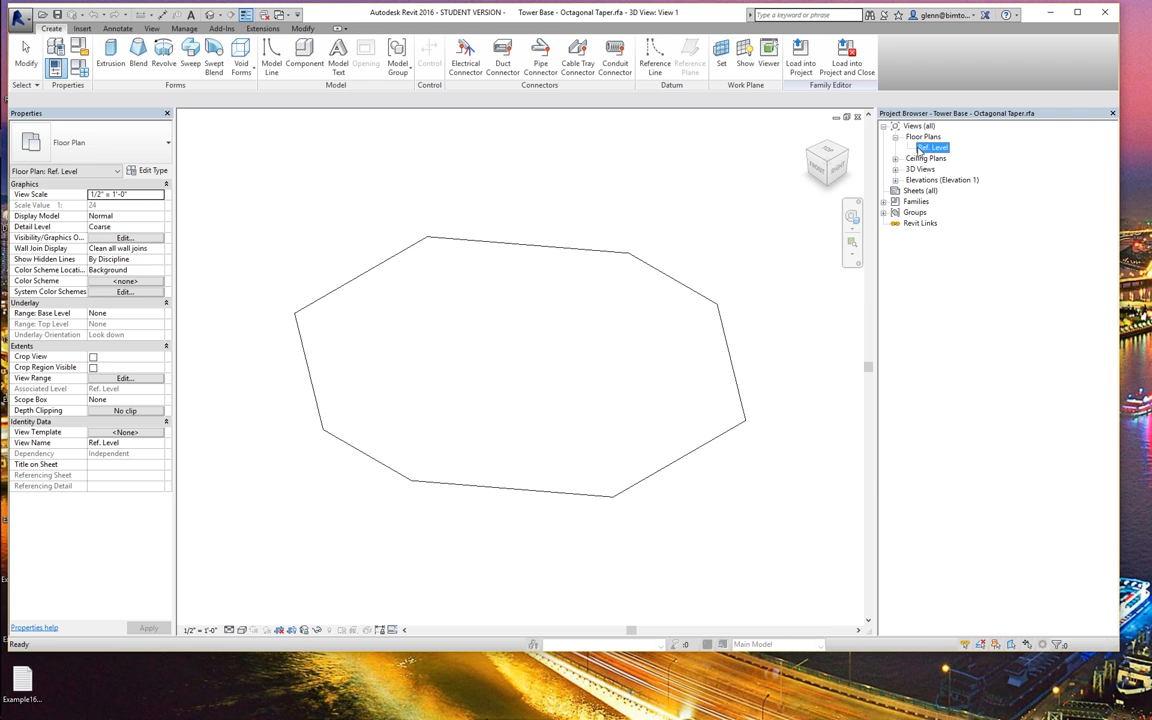 Autodesk Revit 2016 - STUDENT VERSION - Tower Base - Octagonal Taper.rfa - 3D View: View 1
Type a keyword or phrase
glenn@bimto...
Create Insert Annotate View Manage Add-Ins Extensions Modify
Modify
Extrusion Blend Revolve Sweep Swept Blend Void Forms
Model Line Component Model Text Opening Model Group Control
Electrical Connector Duct Connector Pipe Connector Cable Tray Connector Conduit Connector
Reference Line Reference Plane Set Show Viewer Load into Project Load into Project and Close
Select Properties Forms Model Control Connectors Datum Work Plane Family Editor
Properties
Floor Plan
Floor Plan: Ref. Level Edit Type
Graphics
View Scale 1/2" = 1'-0"
Scale Value 1: 24
Display Model Normal
Detail Level Coarse
Visibility/Graphics O... Edit...
Wall Join Display Clean all wall joins
Show Hidden Lines By Discipline
Color Scheme Locati... Background
Color Scheme <none>
System Color Schemes Edit...
Underlay
Range: Base Level None
Range: Top Level None
Underlay Orientation Look down
Extents
Crop View
Crop Region Visible
View Range Edit...
Associated Level Ref. Level
Scope Box None
Depth Clipping No clip
Identity Data
View Template <None>
View Name Ref. Level
Dependency Independent
Title on Sheet
Referencing Sheet
Referencing Detail
Properties help Apply
TOP
FRONT RIGHT
Project Browser - Tower Base - Octagonal Taper.rfa
Views (all)
Floor Plans
Ref. Level
Ceiling Plans
3D Views
Elevations (Elevation 1)
Sheets (all)
Families
Groups
Revit Links
1/2" = 1'-0"
Ready
:0
Main Model
:0
Example16...